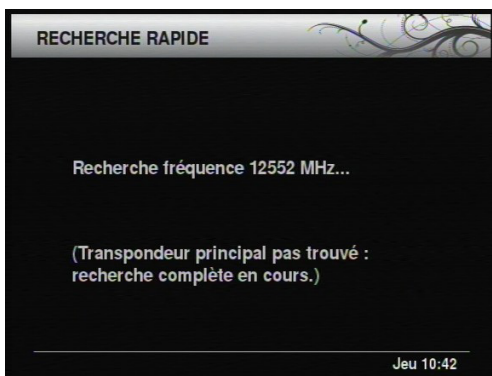 RECHERCHE RAPIDE
Recherche fréquence 12552 MHz...
(Transpondeur principal pas trouvé :
recherche complète en cours.)
Jeu 10:42